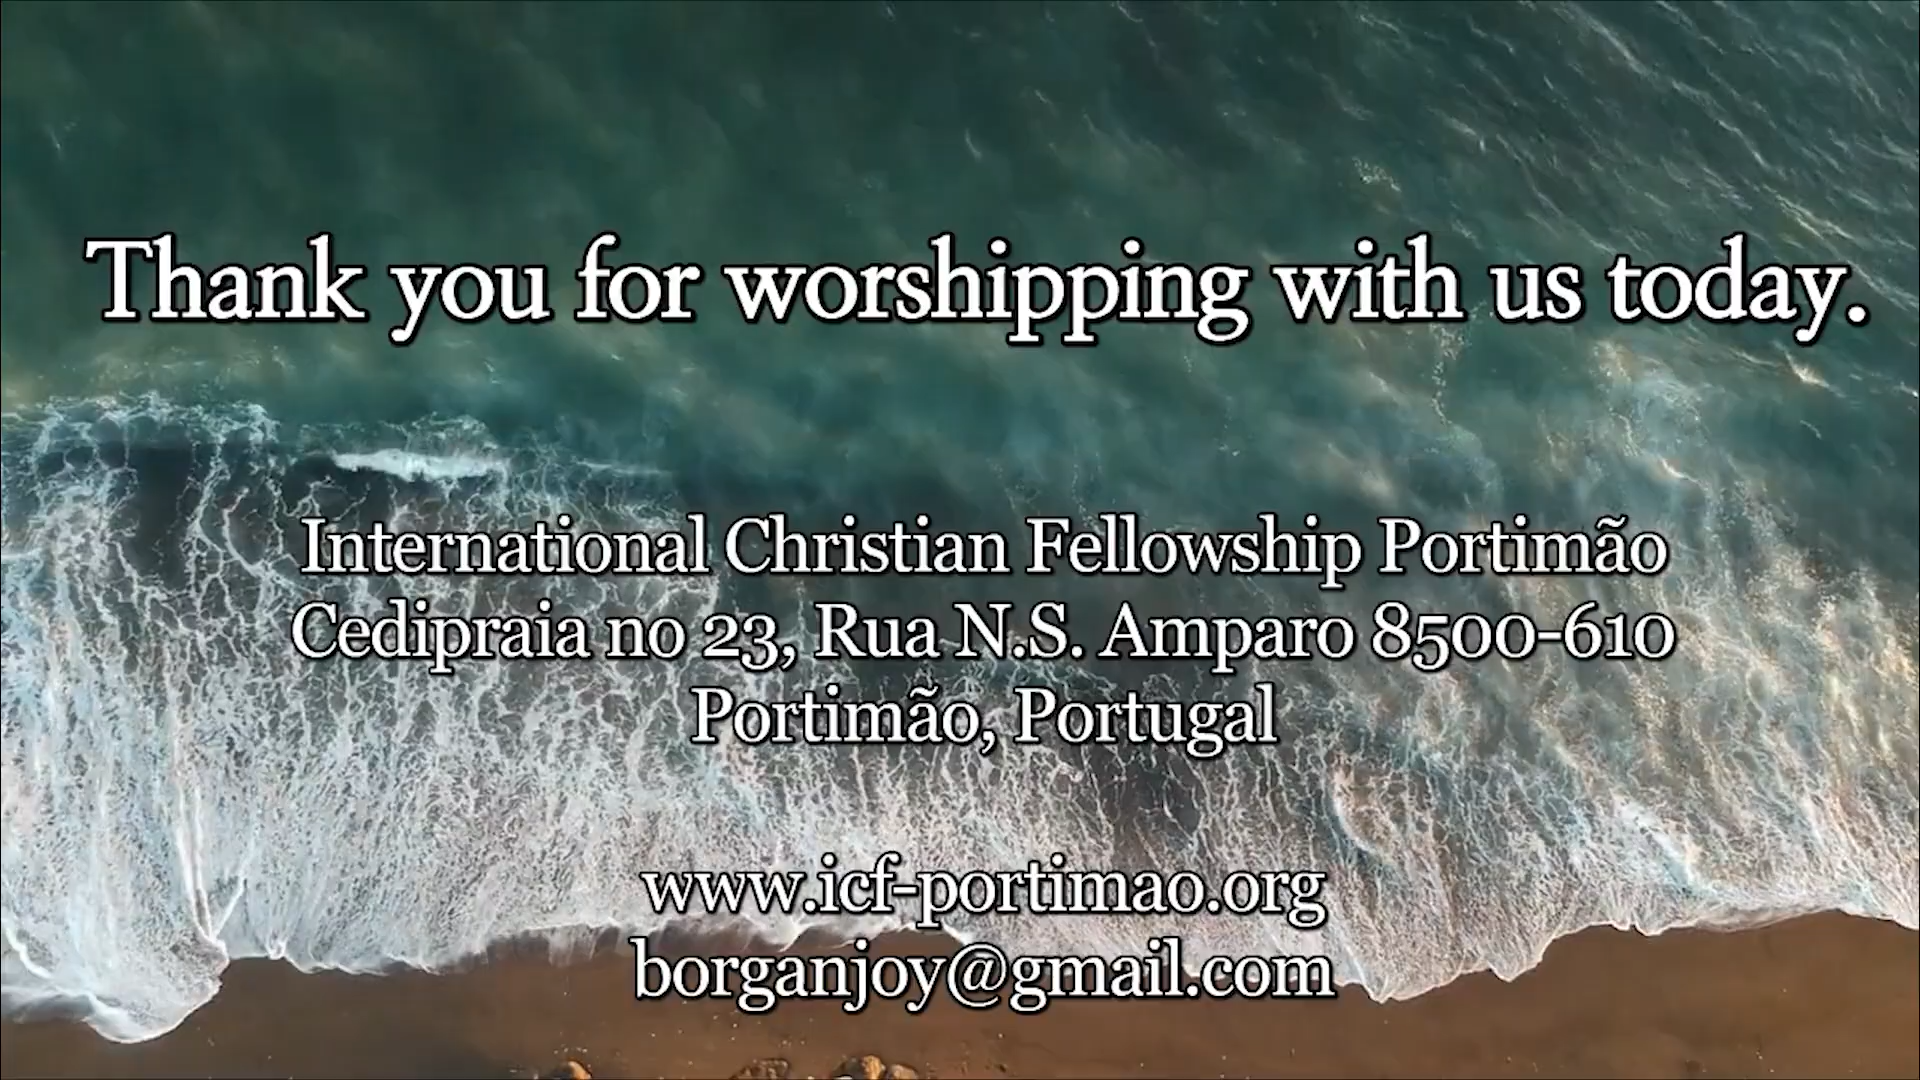 Thank you for worshipping with us today.
International Christian Fellowship Portimão
Cedipraia no 23, Rua N.S. Amparo 8500-610
Portimão, Portugal
www.icf-portimao.org
borganjoy@gmail.com